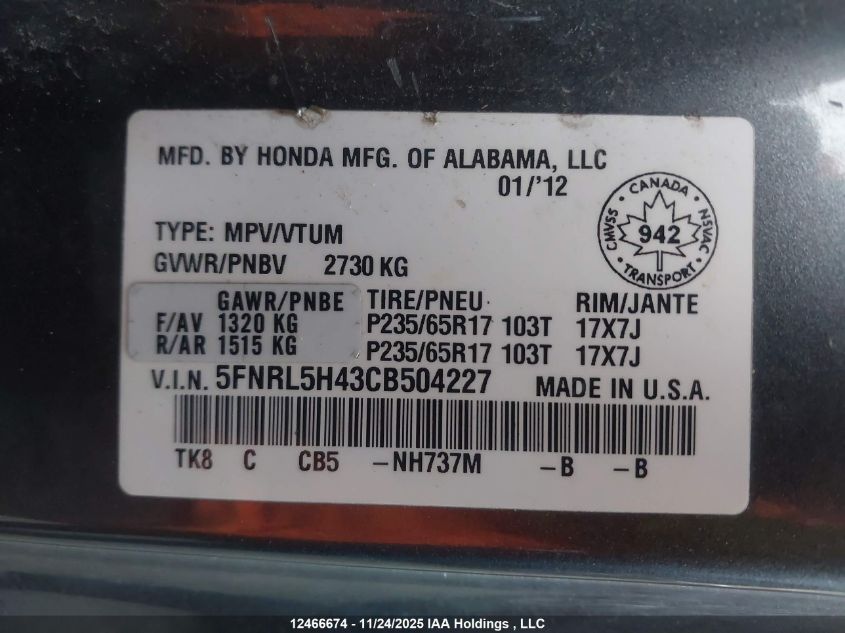 MFD. BY HONDA MFG. OF ALABAMA, LLC
01/'12
CANADA
CMVSS 942 NSVAC
TRANSPORT
TYPE: MPV/VTUM
GVWR/PNBV 2730 KG
GAWR/PNBE TIRE/PNEU RIM/JANTE
F/AV 1320 KG P235/65R17 103T 17X7J
R/AR 1515 KG P235/65R17 103T 17X7J
V.I.N. 5FNRL5H43CB504227 MADE IN U.S.A.
TK8 C CB5 -NH737M -B -B
12466674 - 11/24/2025 IAA Holdings , LLC